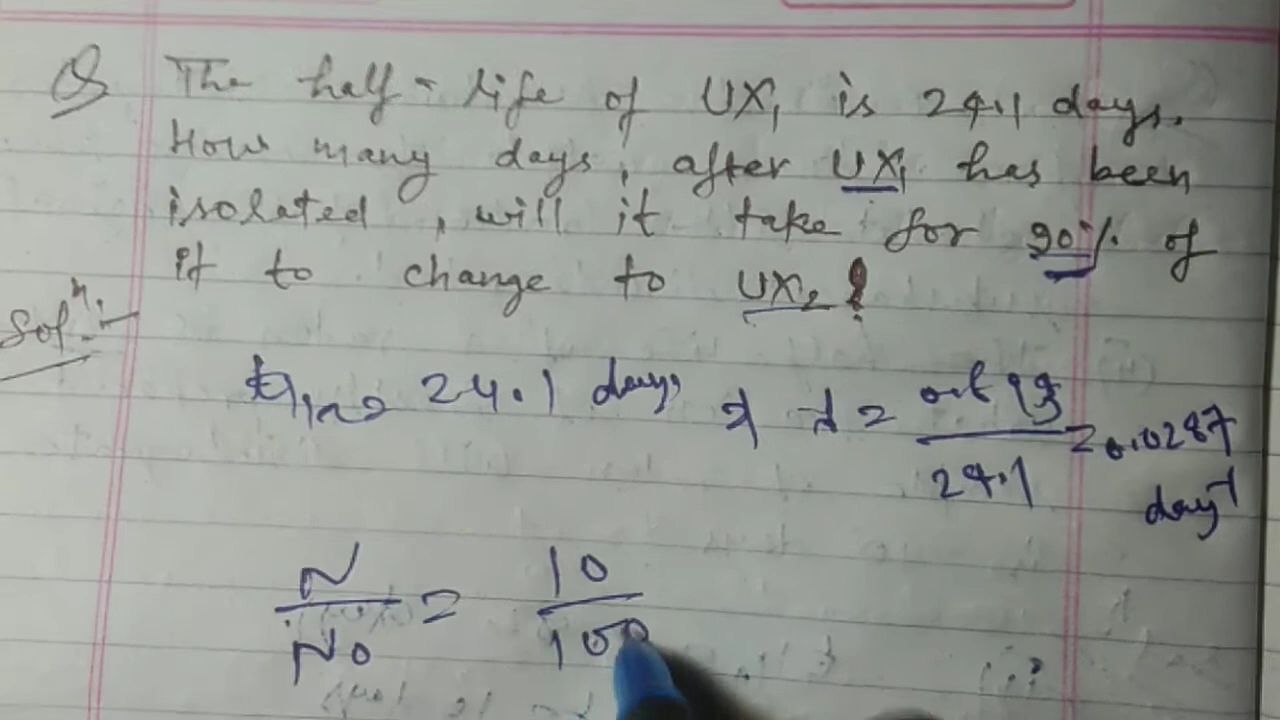 Q The half-life of UX₁ is 24.1 days.
How many days, after UX₁ has been
isolated, will it take for 90% of
it to change to UX₂?
Solⁿ:-
t1/2 = 24.1 days ⇒ λ = 0.693/24.1 = 0.0287
day⁻¹
N/No = 10/100